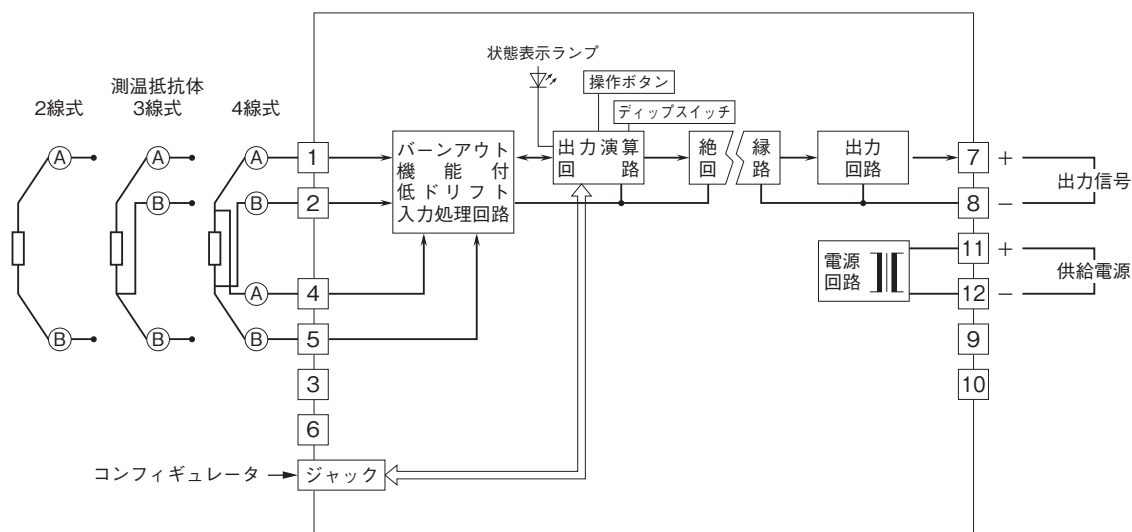 状態表示ランプ
操作ボタン
ディップスイッチ
測温抵抗体
2線式
3線式
4線式
A
A
A
1
バーンアウト
機能付
低ドリフト
入力処理回路
出力演算
回路
絶縁
回路
出力
回路
7
+
出力信号
B
B
2
8
−
A
4
B
B
B
5
電源
回路
11
+
供給電源
12
−
9
3
10
6
コンフィギュレータ
ジャック